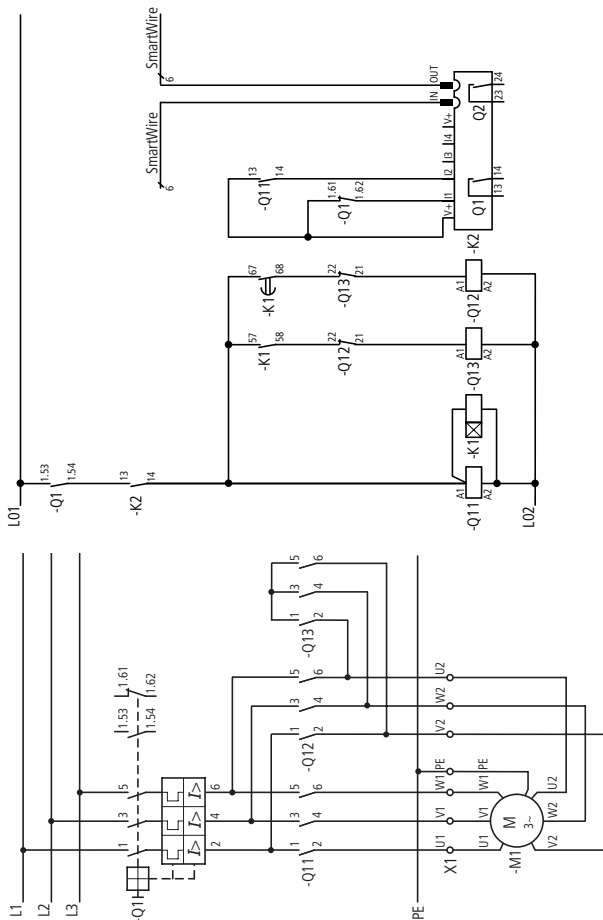 L1
L2
L3
-Q1
1 3 5
1.53 1.61
1.54 1.62
I> I> I>
2 4 6
-Q11
1 3 5
2 4 6
-Q12
1 3 5
2 4 6
-Q13
1 3 5
2 4 6
PE
X1
U1 V1 W1 PE V2 W2 U2
U1 V1 W1 PE
-M1
M
3~
V2 W2 U2
L01
-Q1
1.53
1.54
-K2
13
14
-K1
57
58
-K1
67
68
-Q12
22
21
-Q13
22
21
-Q11
A1
A2
-K1
-Q13
A1
A2
-Q12
A1
A2
L02
SmartWire
6
SmartWire
6
-Q11
13
14
-Q1
1.61
1.62
V+ I1 I2 I3 I4 V+ IN OUT
-K2
Q1
13 14
Q2
23 24